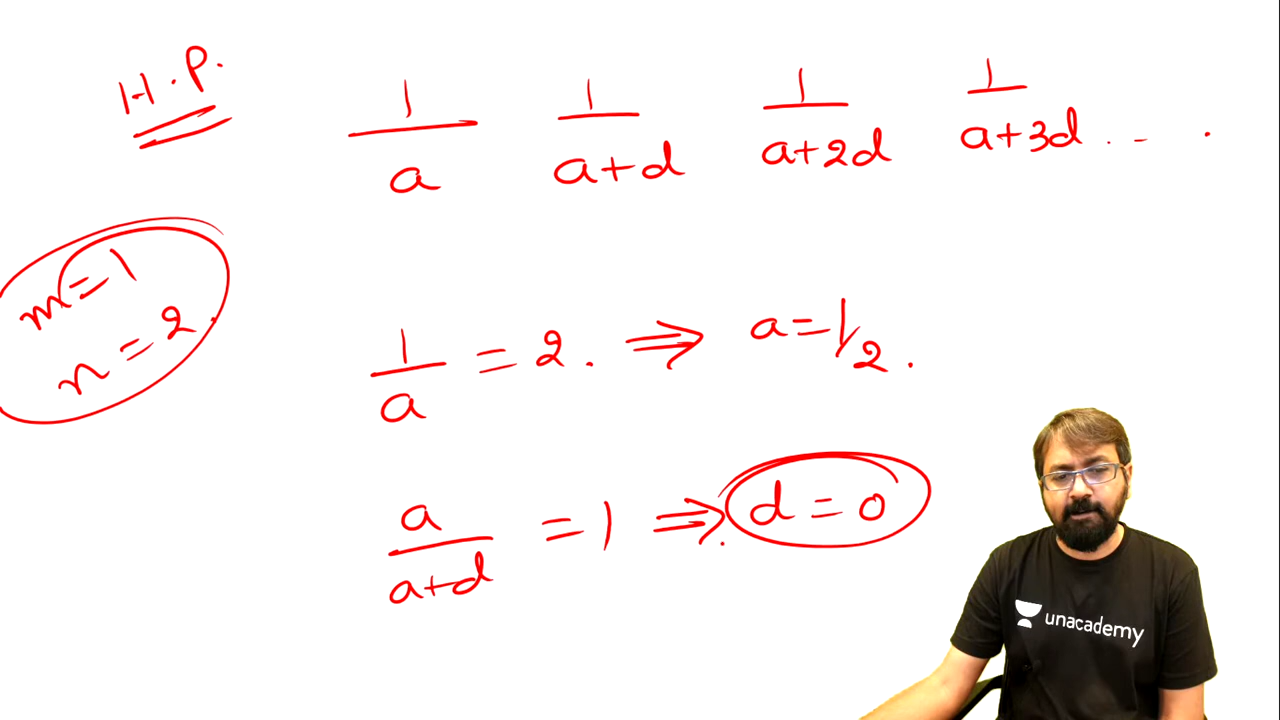 H.P. 1/a 1/a+d 1/a+2d 1/a+3d ... .
m=1
n=2.
1/a = 2. ⇒ a=1/2.
a/a+d = 1 ⇒ d=0
unacademy